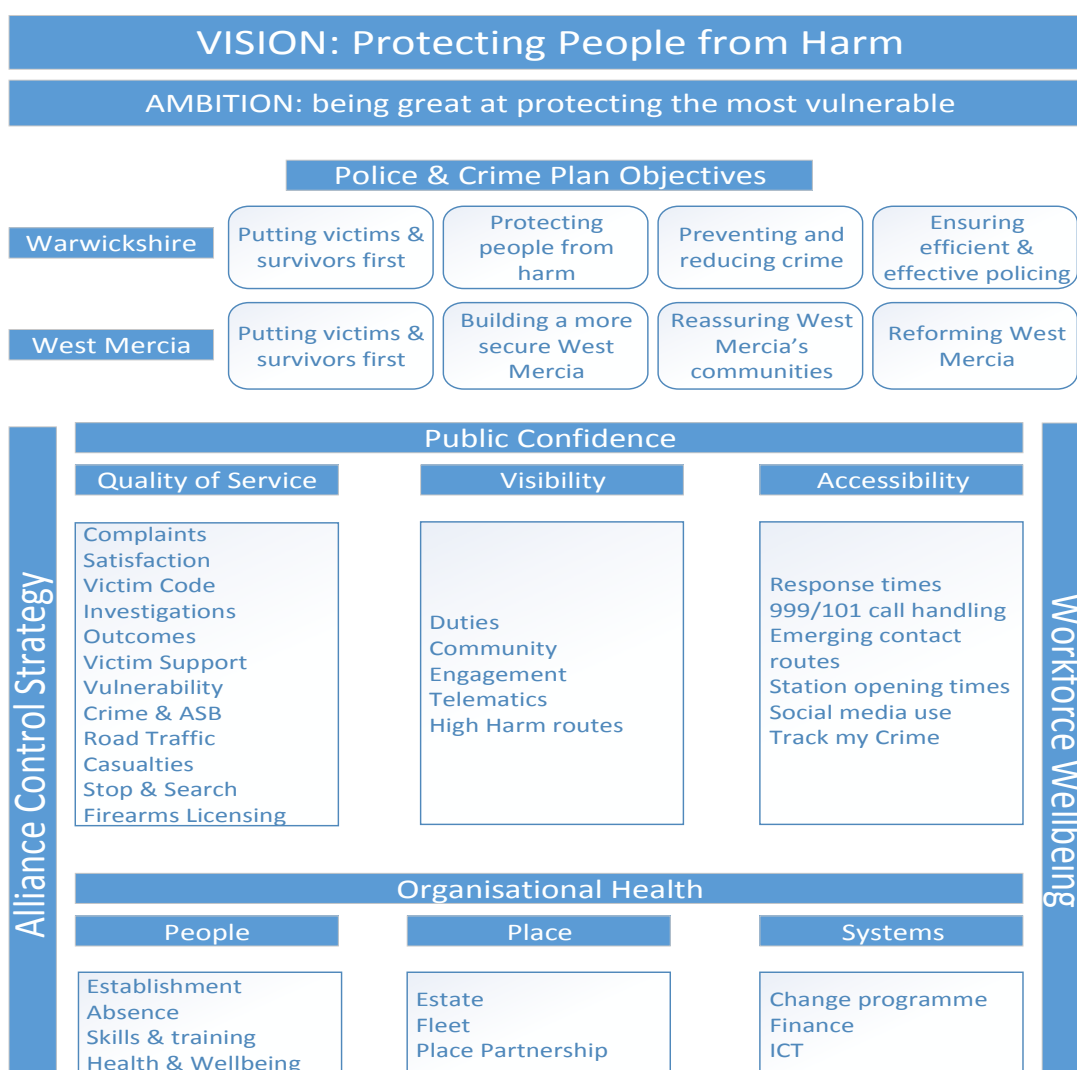 VISION: Protecting People from Harm
AMBITION: being great at protecting the most vulnerable
Police & Crime Plan Objectives
Warwickshire
Putting victims &
survivors first
Protecting
people from
harm
Preventing and
reducing crime
Ensuring
efficient &
effective policing
West Mercia
Putting victims &
survivors first
Building a more
secure West
Mercia
Reassuring West
Mercia’s
communities
Reforming West
Mercia
Alliance Control Strategy
Public Confidence
Quality of Service
Complaints
Satisfaction
Victim Code
Investigations
Outcomes
Victim Support
Vulnerability
Crime & ASB
Road Traffic
Casualties
Stop & Search
Firearms Licensing
Visibility
Duties
Community
Engagement
Telematics
High Harm routes
Accessibility
Response times
999/101 call handling
Emerging contact
routes
Station opening times
Social media use
Track my Crime
Organisational Health
People
Establishment
Absence
Skills & training
Health & Wellbeing
Place
Estate
Fleet
Place Partnership
Systems
Change programme
Finance
ICT
Workforce Wellbeing